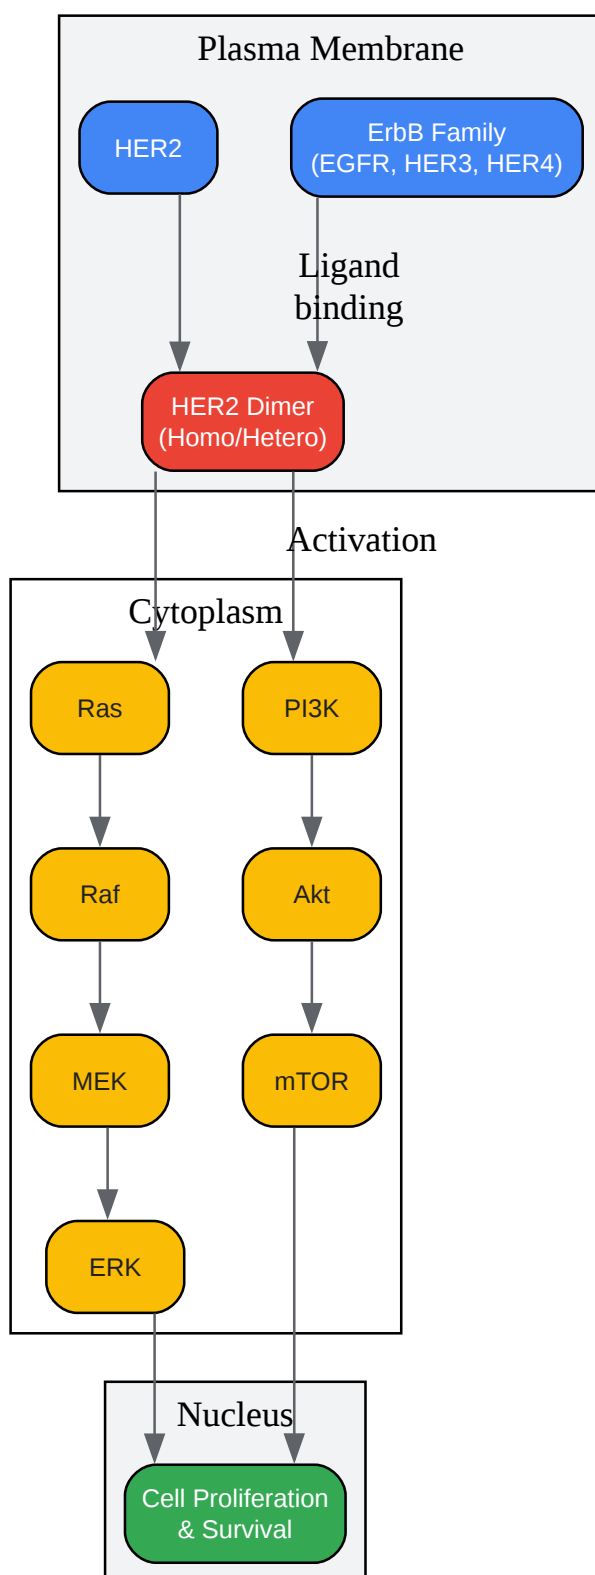 Plasma Membrane
HER2
ErbB Family
(EGFR, HER3, HER4)
Ligand
binding
HER2 Dimer
(Homo/Hetero)
Activation
Cytoplasm
Ras
PI3K
Raf
Akt
MEK
mTOR
ERK
Nucleus
Cell Proliferation
& Survival